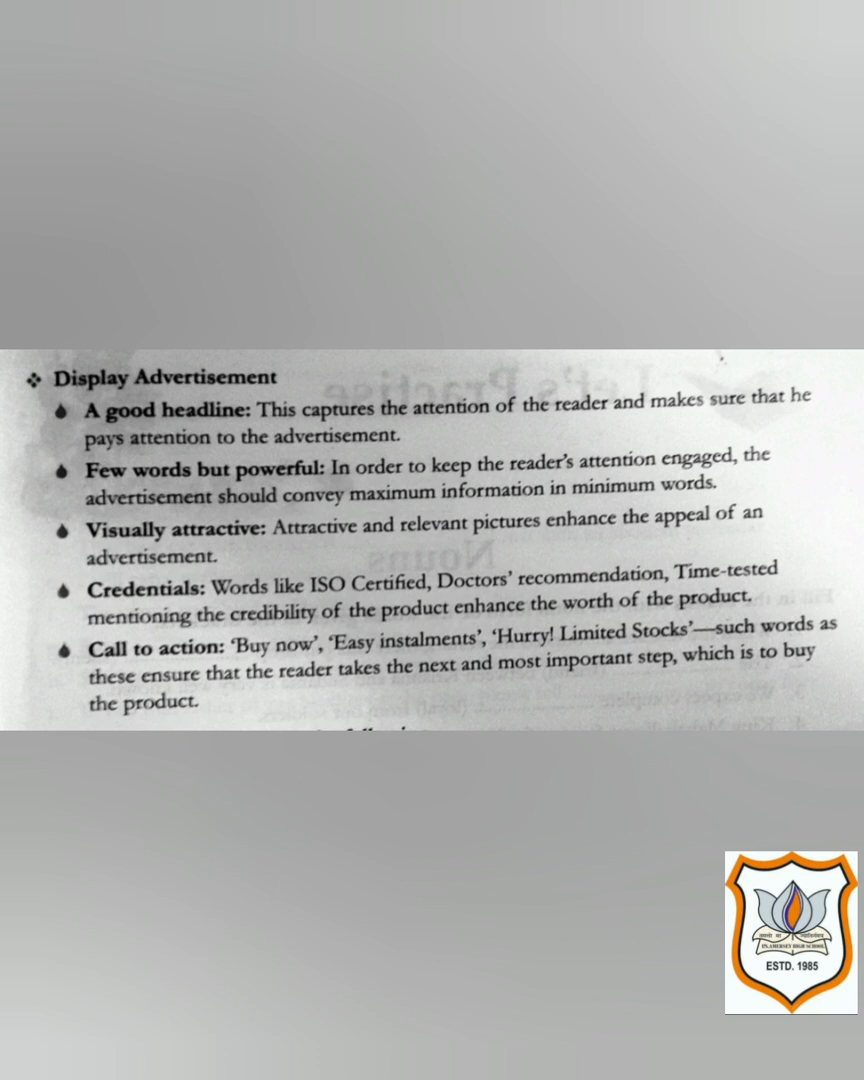 ❖ Display Advertisement
A good headline: This captures the attention of the reader and makes sure that he
pays attention to the advertisement.
Few words but powerful: In order to keep the reader's attention engaged, the
advertisement should convey maximum information in minimum words.
Visually attractive: Attractive and relevant pictures enhance the appeal of an
advertisement.
Credentials: Words like ISO Certified, Doctors' recommendation, Time-tested
mentioning the credibility of the product enhance the worth of the product.
Call to action: 'Buy now', 'Easy instalments', 'Hurry! Limited Stocks'—such words as
these ensure that the reader takes the next and most important step, which is to buy
the product.
HIGH SCHOOL
ESTD. 1985